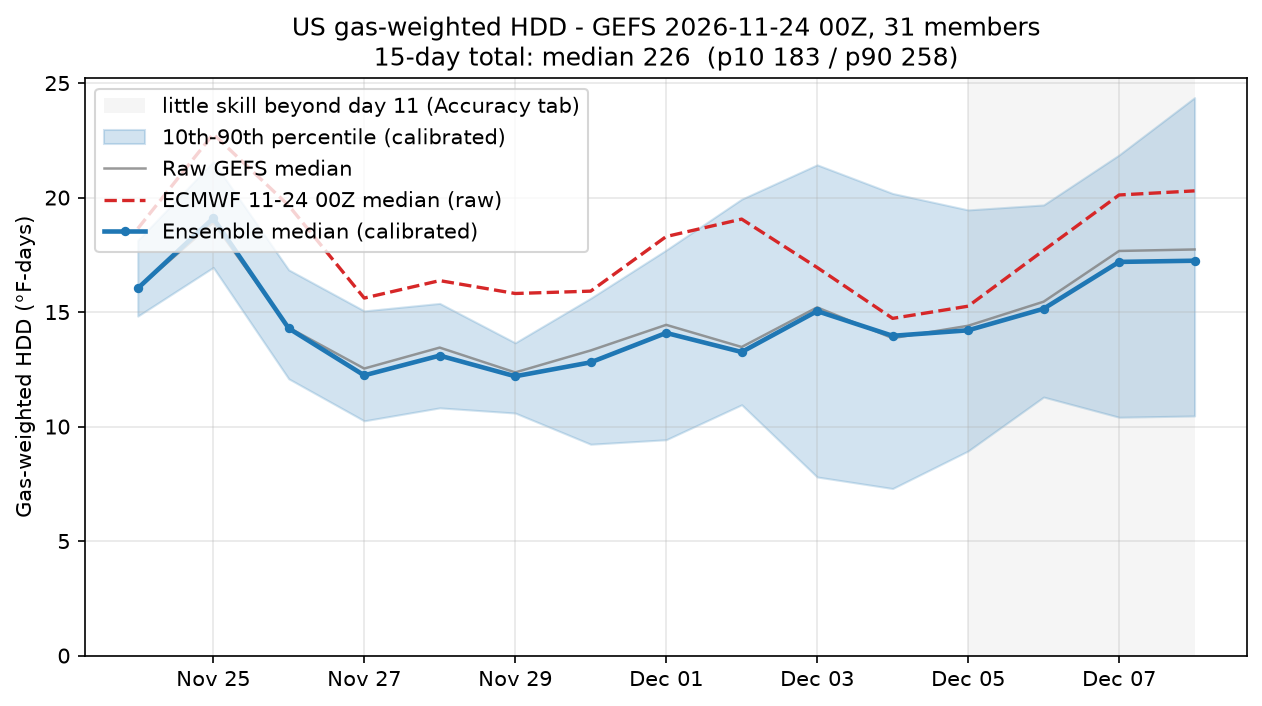 US gas-weighted HDD - GEFS 2026-11-24 00Z, 31 members
15-day total: median 226  (p10 183 / p90 258)
Gas-weighted HDD (°F-days)
25
20
15
10
5
0
little skill beyond day 11 (Accuracy tab)
10th-90th percentile (calibrated)
Raw GEFS median
ECMWF 11-24 00Z median (raw)
Ensemble median (calibrated)
Nov 25
Nov 27
Nov 29
Dec 01
Dec 03
Dec 05
Dec 07